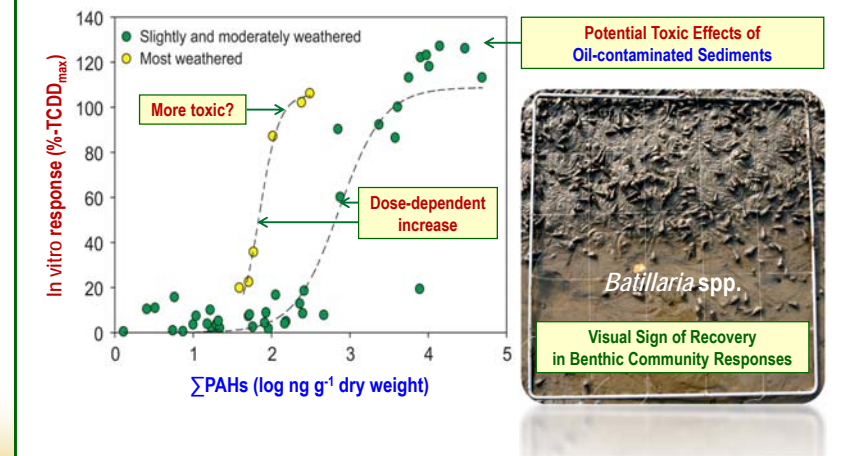 In vitro response (%-TCDDmax)
140
120
100
80
60
40
20
0
Slightly and moderately weathered
Most weathered
More toxic?
Dose-dependent
increase
0 1 2 3 4 5
∑PAHs (log ng g-1 dry weight)
Potential Toxic Effects of
Oil-contaminated Sediments
Batillaria spp.
Visual Sign of Recovery
in Benthic Community Responses